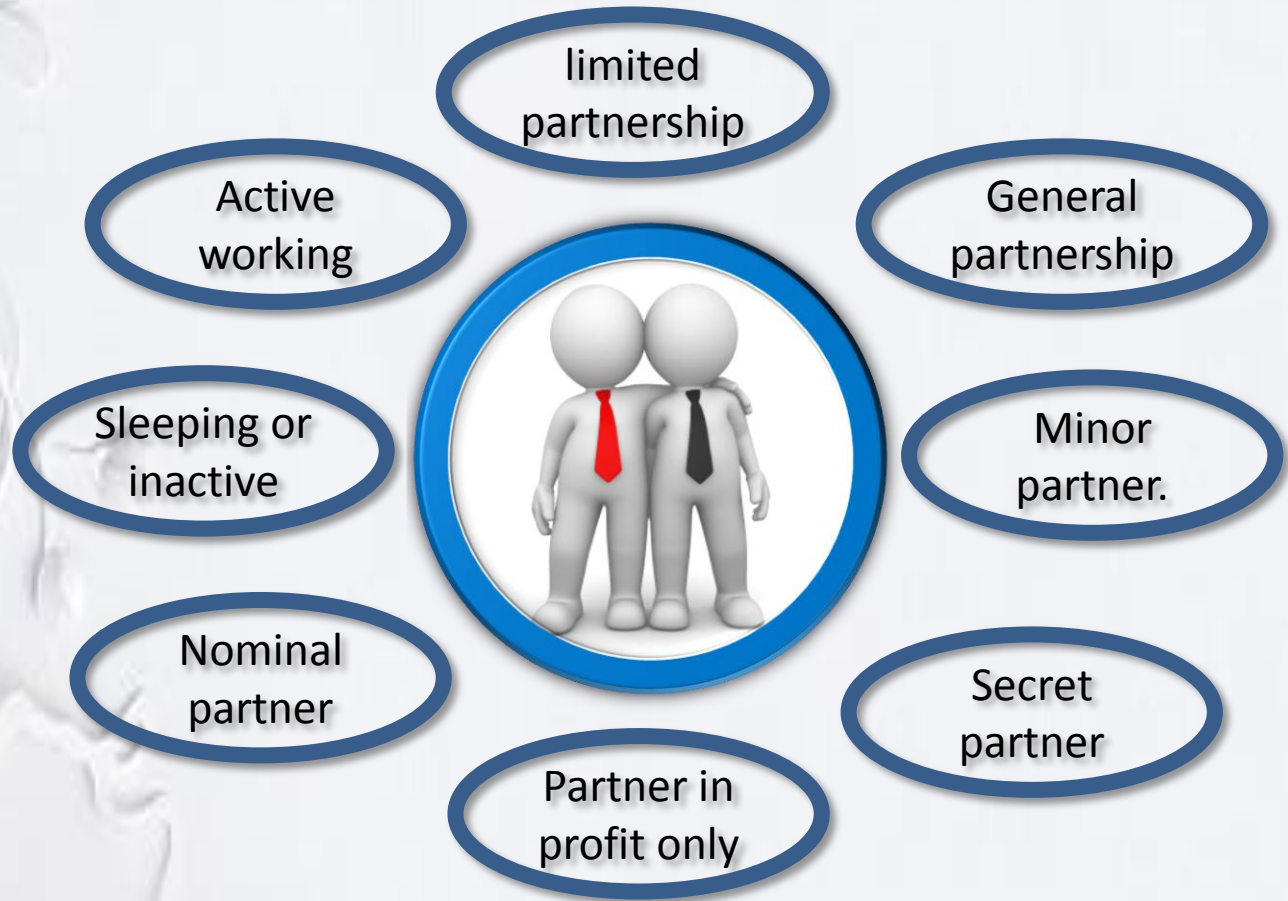 limited
partnership
Active
working
General
partnership
Sleeping or
inactive
Minor
partner.
Nominal
partner
Secret
partner
Partner in
profit only